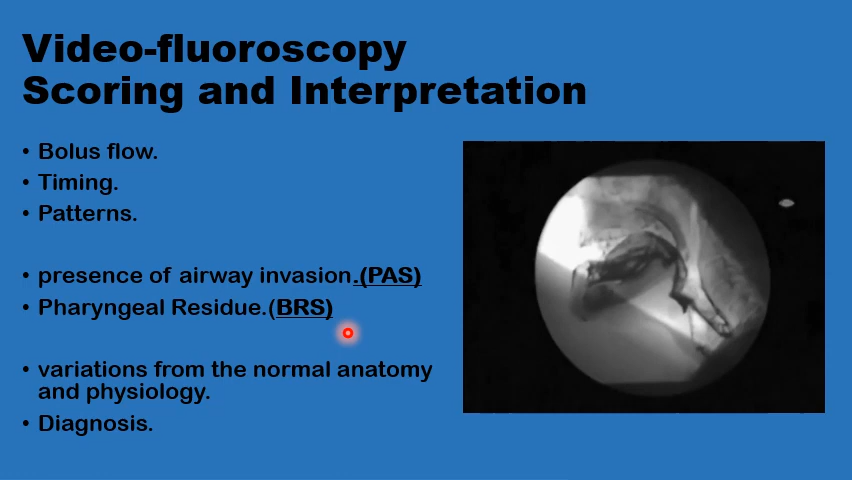 Video-fluoroscopy
Scoring and Interpretation
• Bolus flow.
• Timing.
• Patterns.
• presence of airway invasion.(PAS)
• Pharyngeal Residue.(BRS)
• variations from the normal anatomy
and physiology.
• Diagnosis.